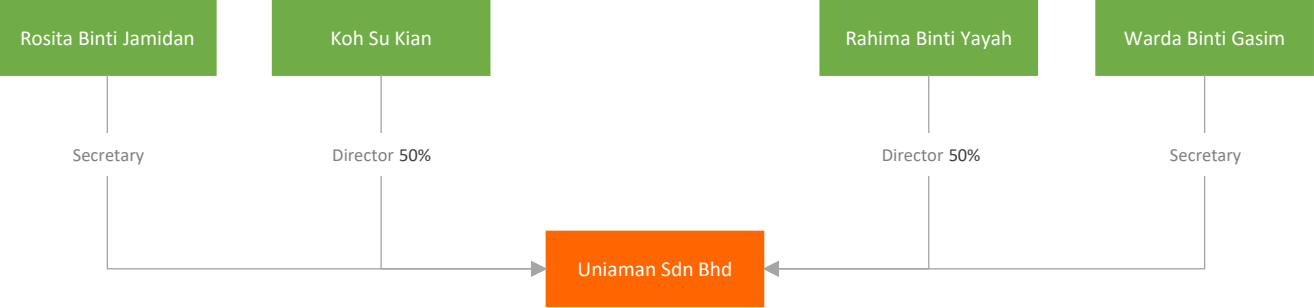 Rosita Binti Jamidan
Koh Su Kian
Rahima Binti Yayah
Warda Binti Gasim
Secretary
Director 50%
Director 50%
Secretary
Uniaman Sdn Bhd